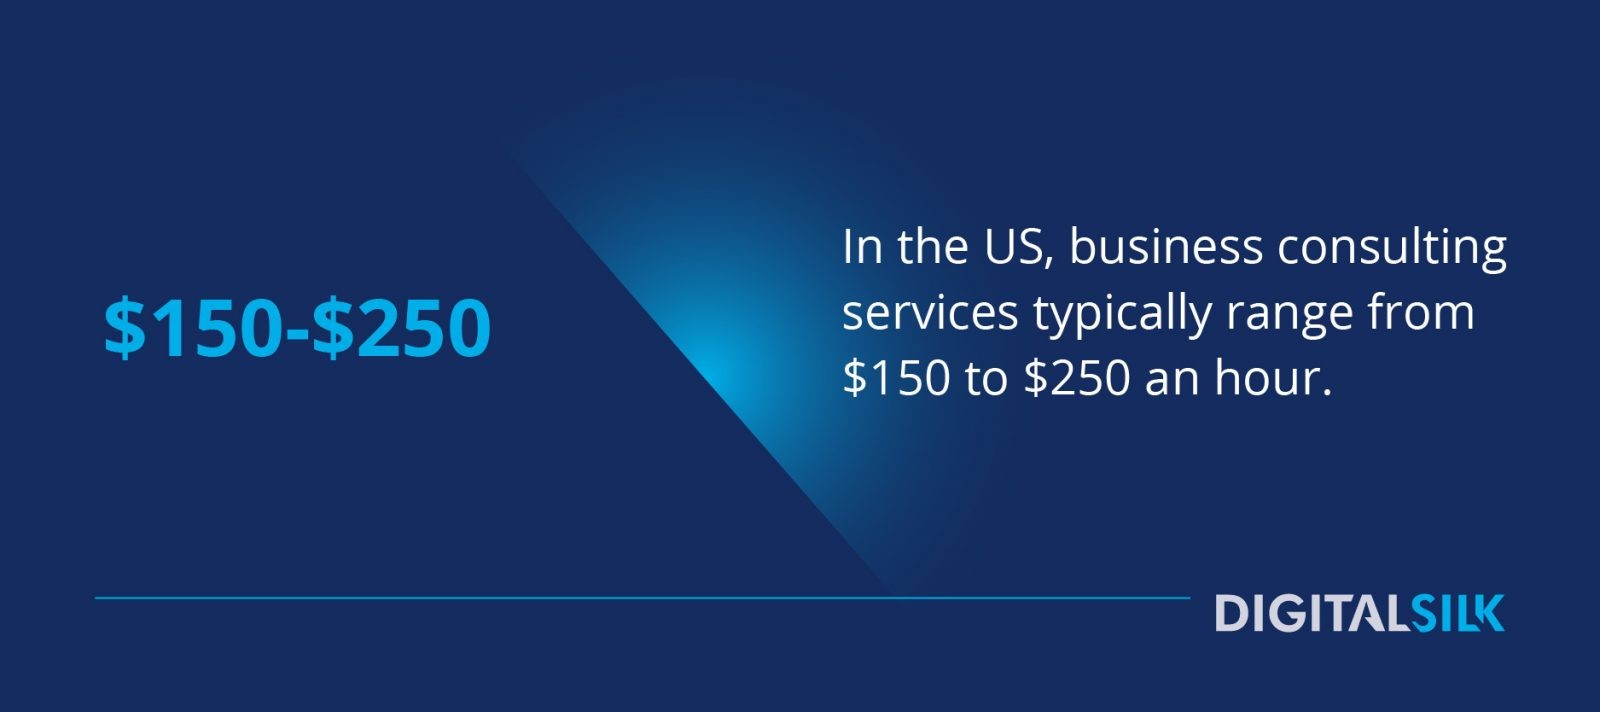 $150-$250
In the US, business consulting
services typically range from
$150 to $250 an hour.
DIGITALSILK